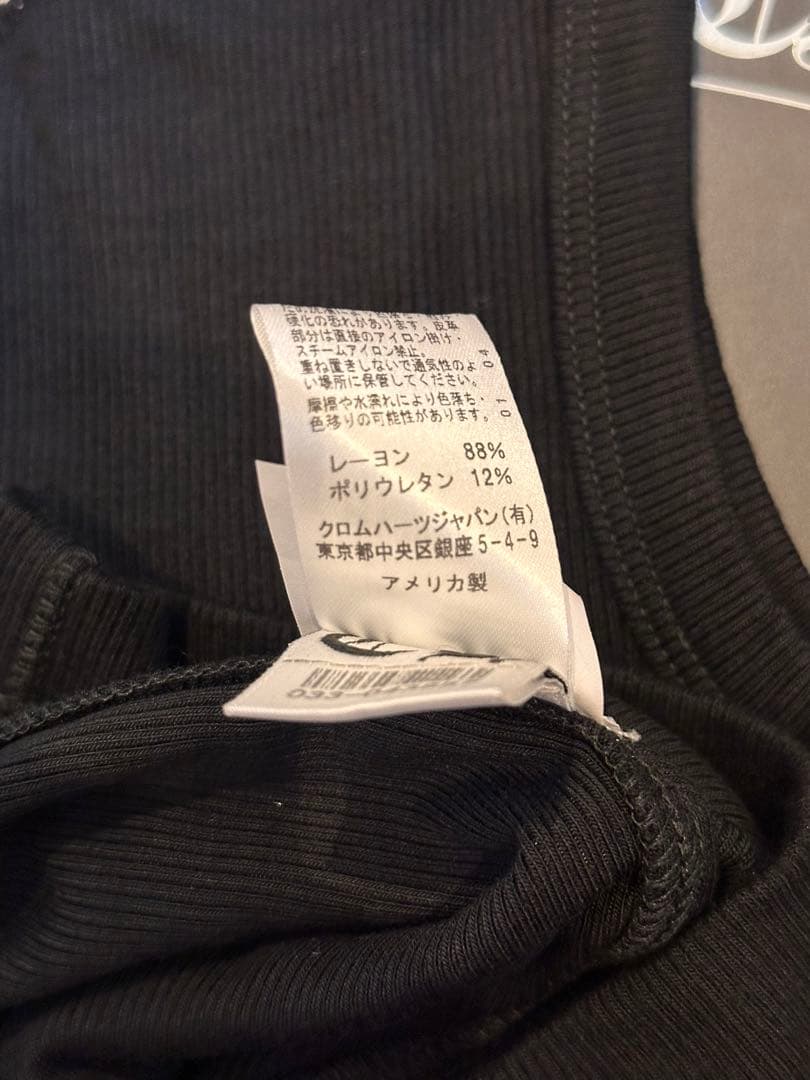 硬化の恐れがあります。皮革
部分は直接のアイロン掛け・
スチームアイロン禁止。
重ね置きしないで通気性のよ
い場所に保管してください。
摩擦や水濡れにより色落ち・
色移りの可能性があります。
01 04
レーヨン 88%
ポリウレタン 12%
クロムハーツジャパン(有)
東京都中央区銀座5-4-9
アメリカ製
033